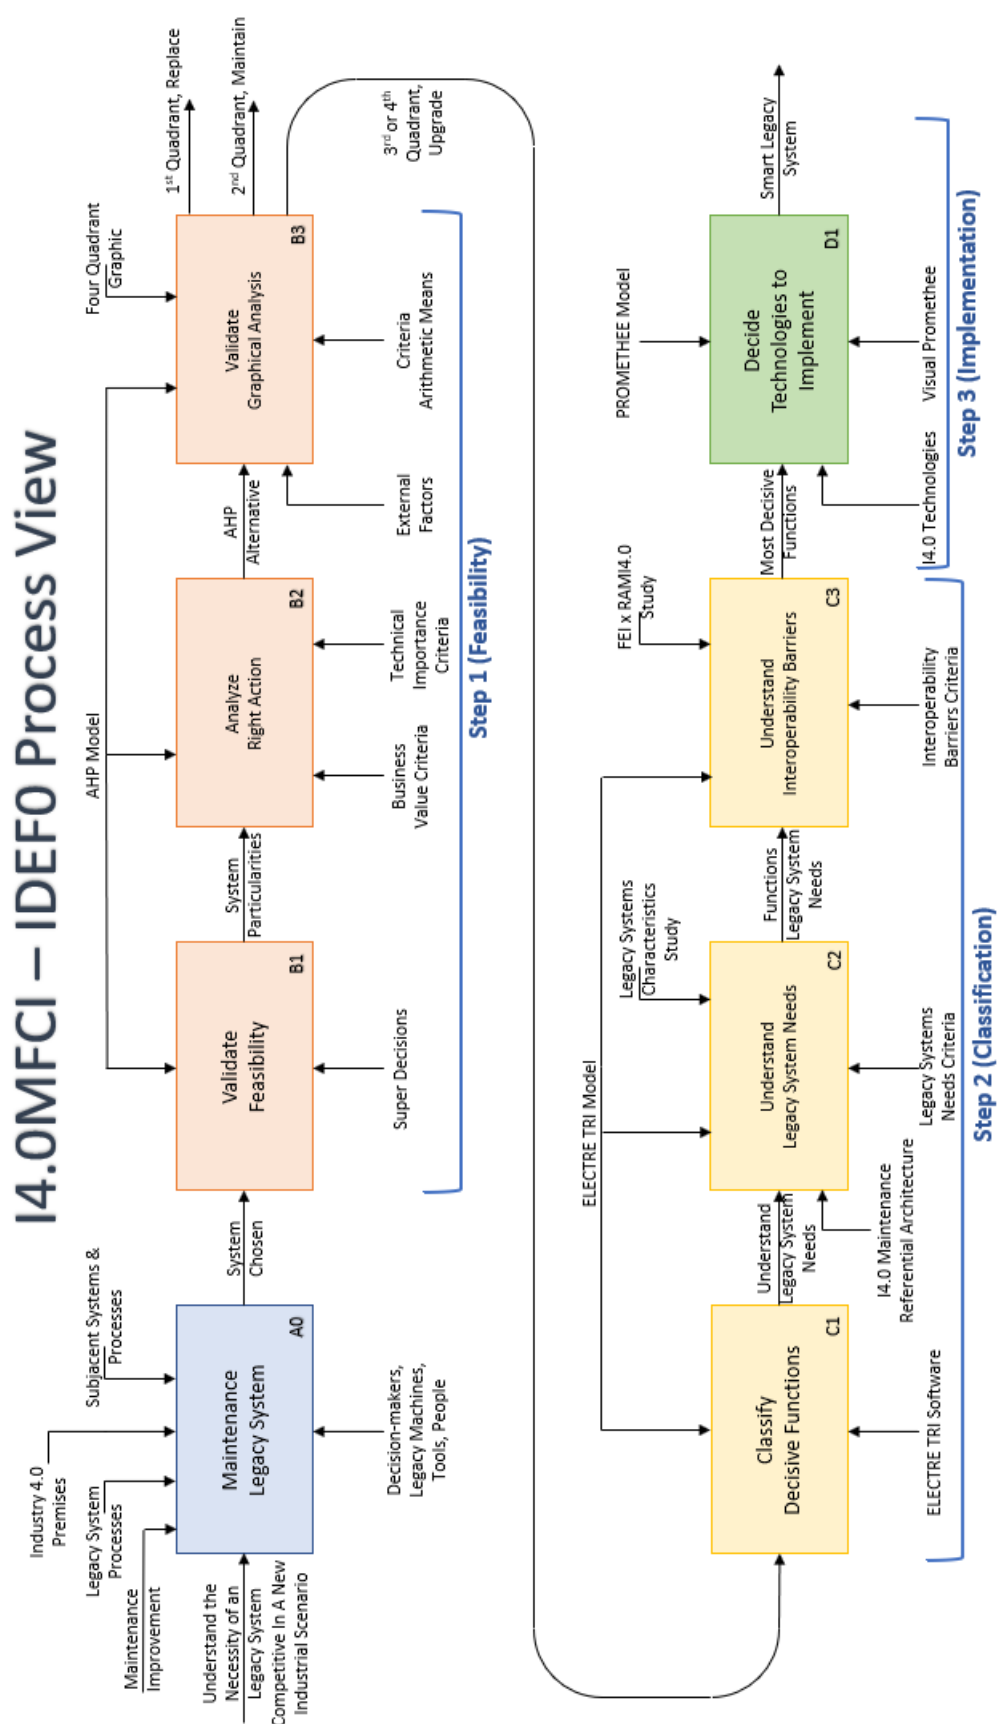 I4.0MFCI – IDEF0 Process View
Industry 4.0
Premises
Subjacent Systems &
Processes
Legacy System
Processes
Maintenance
Improvement
Understand the
Necessity of an
Legacy System
Competitive In A New
Industrial Scenario
Maintenance
Legacy System
A0
Decision-makers,
Legacy Machines,
Tools, People
System
Chosen
AHP Model
Validate
Feasibility
B1
Super Decisions
System
Particularities
Analyze
Right Action
B2
Business
Value Criteria
Technical
Importance
Criteria
AHP
Alternative
Four Quadrant
Graphic
Validate
Graphical Analysis
B3
External
Factors
Criteria
Arithmetic Means
1st Quadrant, Replace
2nd Quadrant, Maintain
3rd or 4th
Quadrant,
Upgrade
Step 1 (Feasibility)
ELECTRE TRI Model
Classify
Decisive Functions
C1
ELECTRE TRI Software
Understand
Legacy System
Needs
Legacy Systems
Characteristics
Study
Understand
Legacy System Needs
C2
I4.0 Maintenance
Referential Architecture
Legacy Systems
Needs Criteria
Functions
Legacy System
Needs
FEI x RAMI4.0
Study
Understand
Interoperability Barriers
C3
Interoperability
Barriers Criteria
Step 2 (Classification)
Most Decisive
Functions
PROMETHEE Model
Decide
Technologies to
Implement
D1
I4.0 Technologies
Visual Promethee
Smart Legacy
System
Step 3 (Implementation)